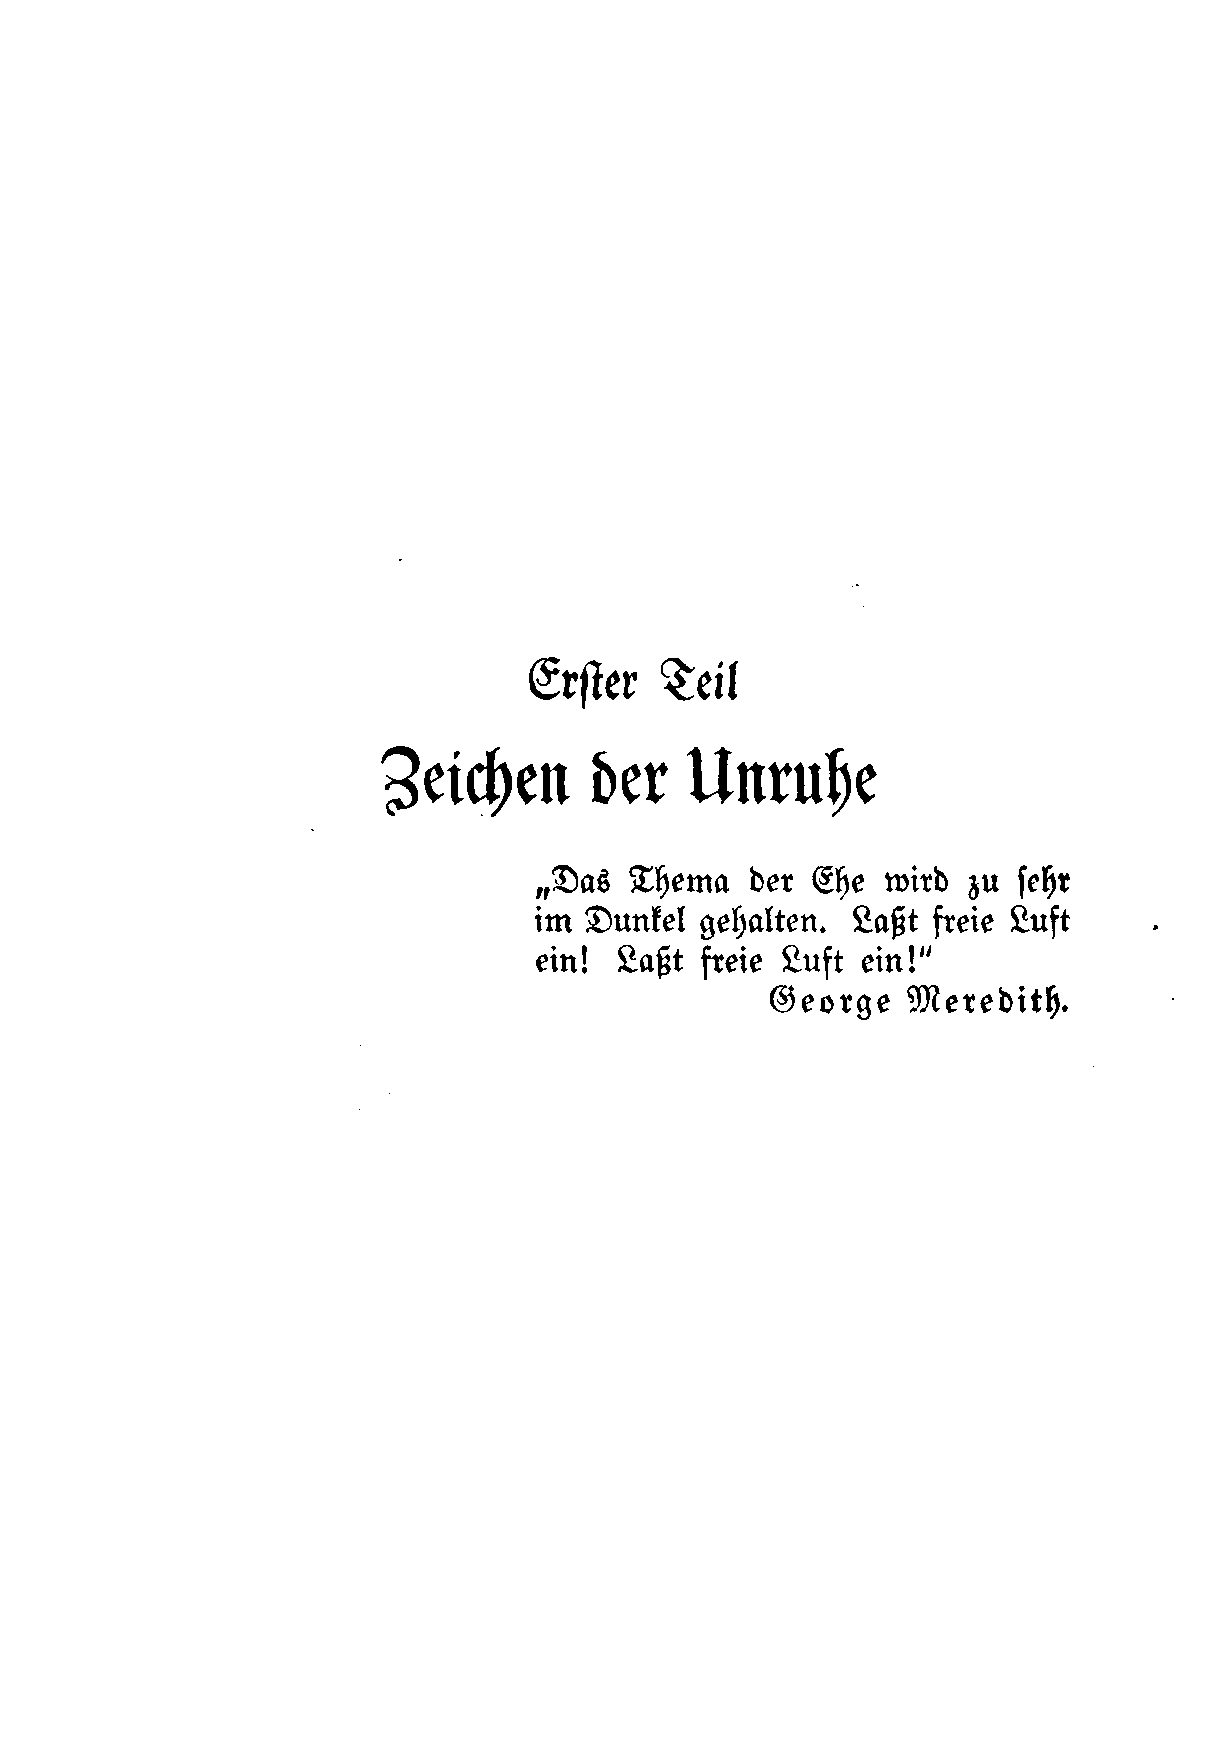 Erster Teil
Zeichen der Unruhe
„Das Thema der Ehe wird zu sehr
im Dunkel gehalten. Laßt freie Luft
ein! Laßt freie Luft ein!“
George Meredith.